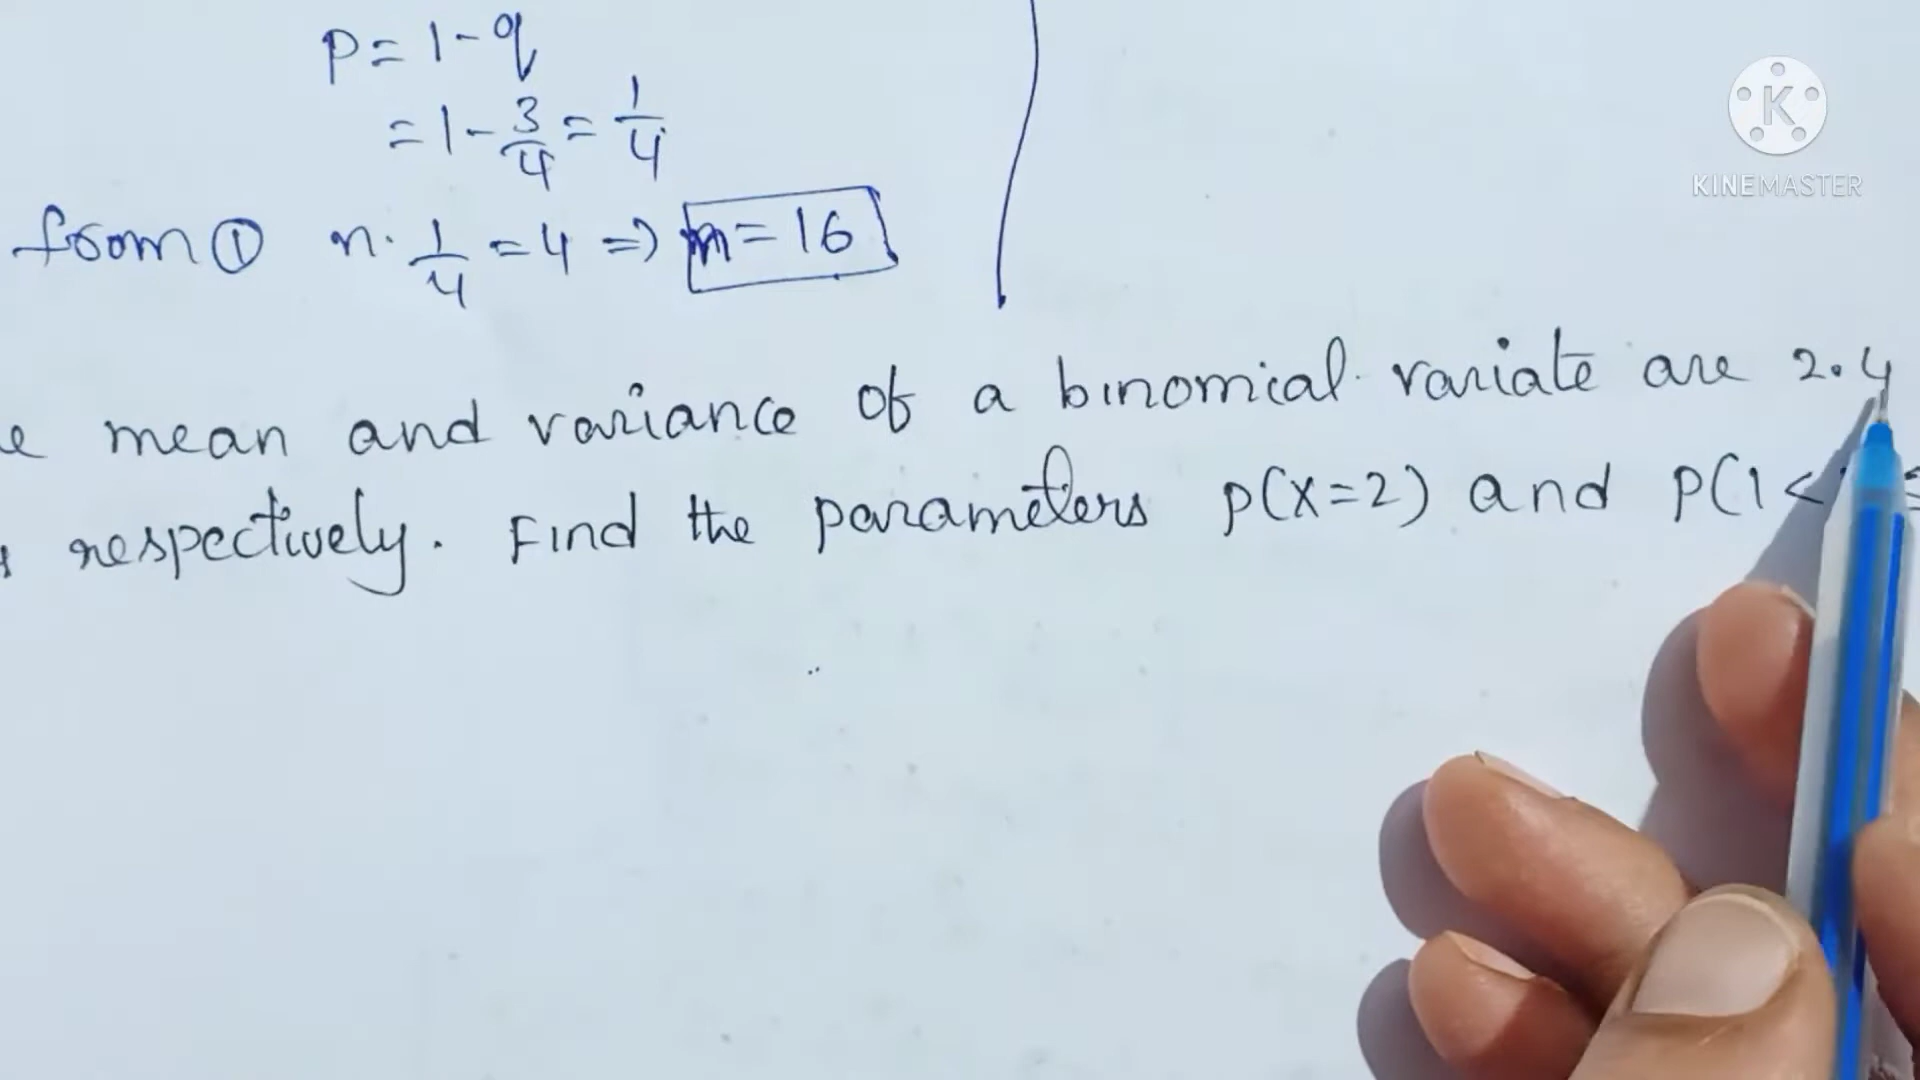 p = 1 - q
= 1 - 3/4 = 1/4
from ① n. 1/4 = 4 => n = 16
KINEMASTER
mean and variance of a binomial variate are 2.4
respectively. Find the parameters p(x=2) and p(1<